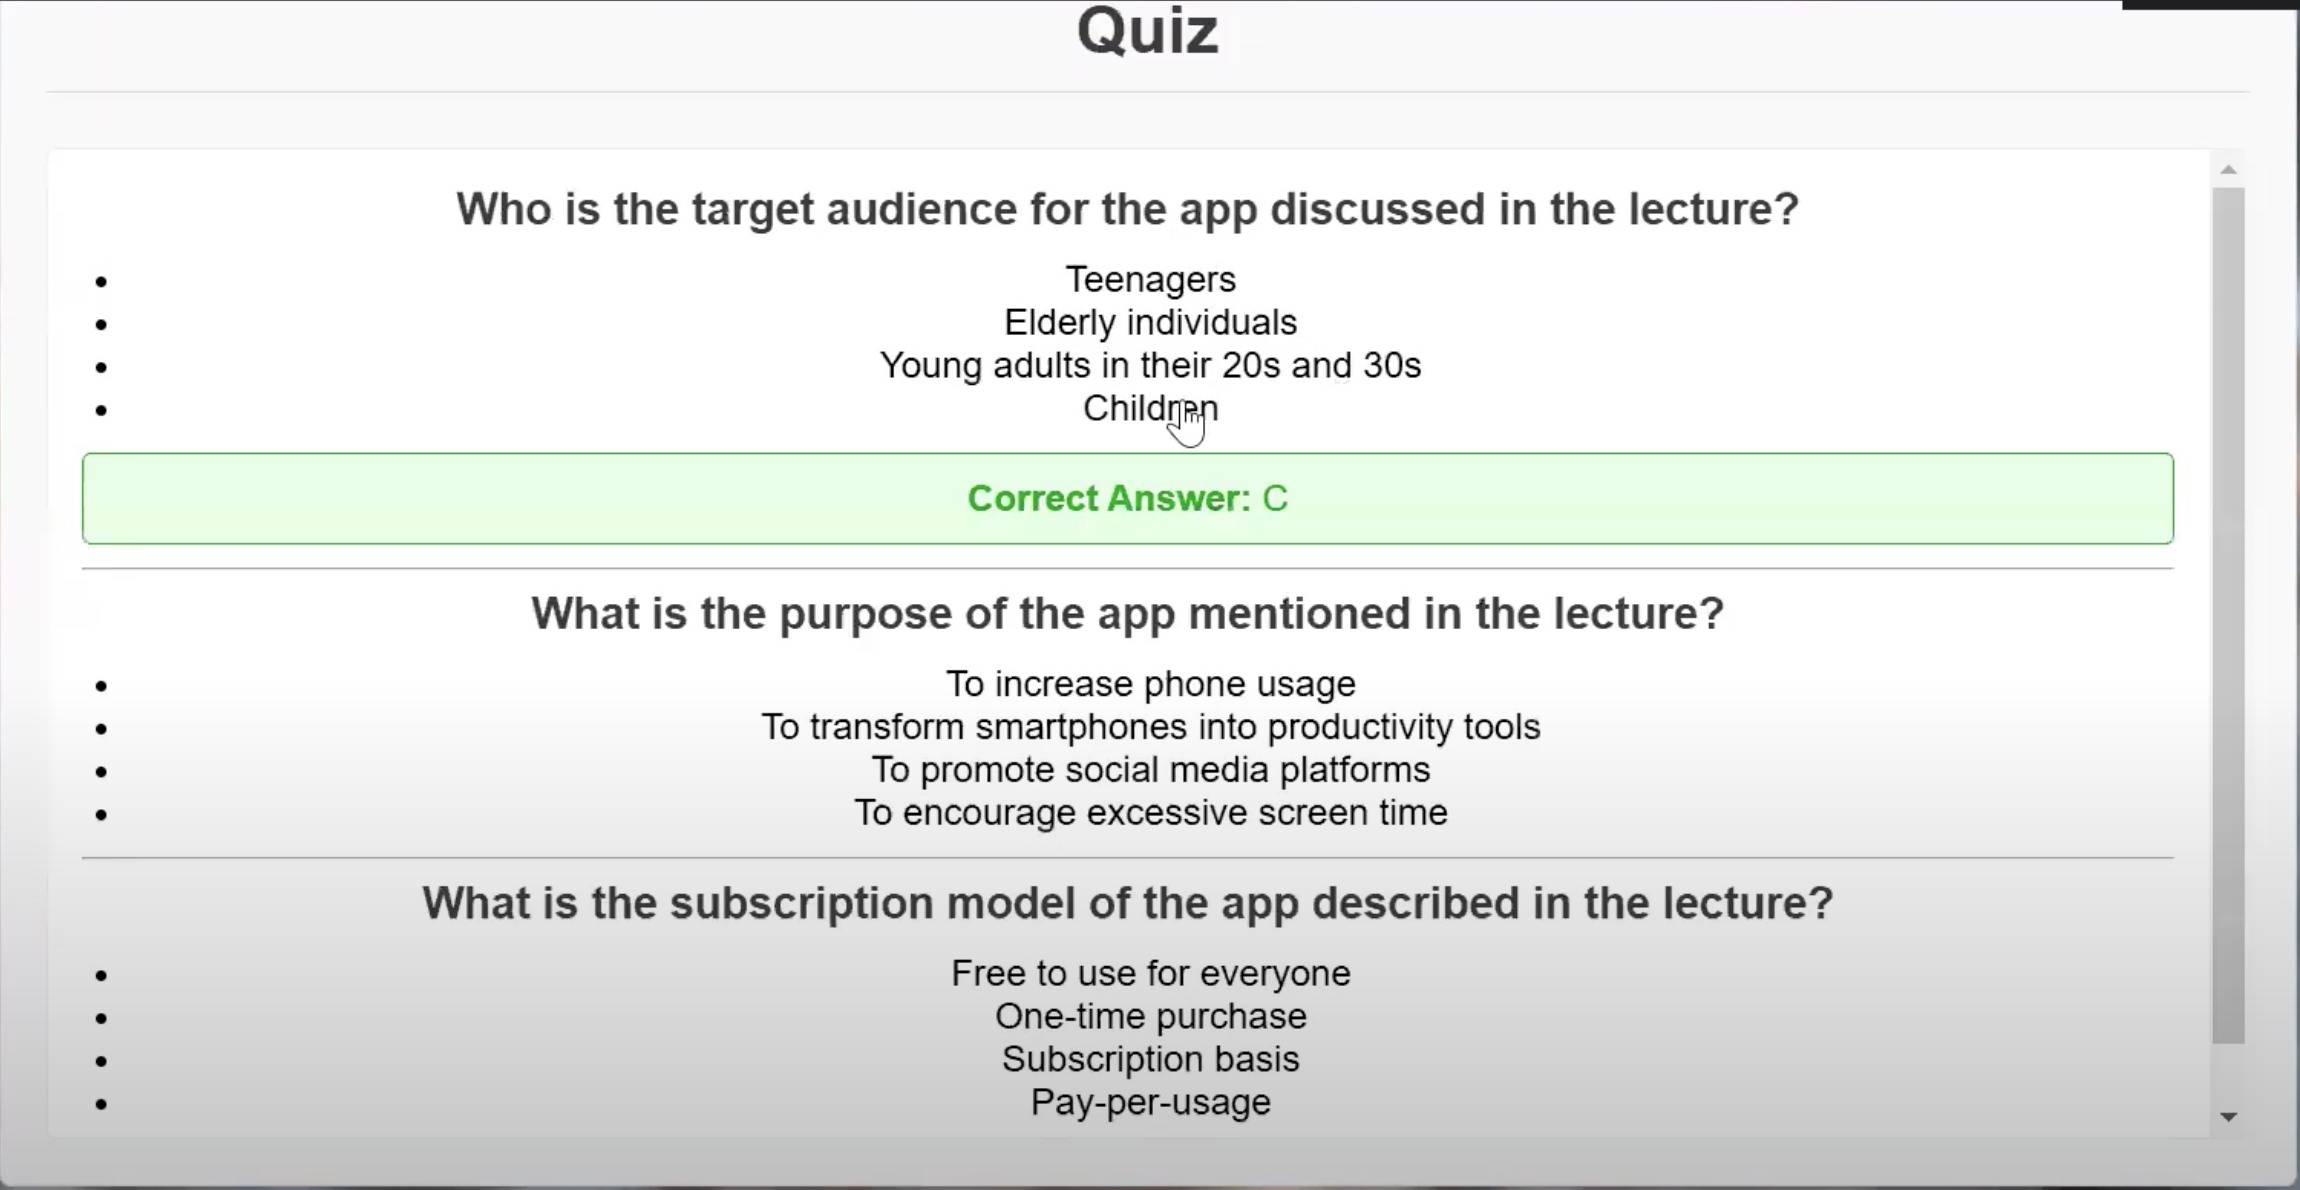 Quiz
Who is the target audience for the app discussed in the lecture?
• Teenagers
• Elderly individuals
• Young adults in their 20s and 30s
• Children
Correct Answer: C
What is the purpose of the app mentioned in the lecture?
• To increase phone usage
• To transform smartphones into productivity tools
• To promote social media platforms
• To encourage excessive screen time
What is the subscription model of the app described in the lecture?
• Free to use for everyone
• One-time purchase
• Subscription basis
• Pay-per-usage